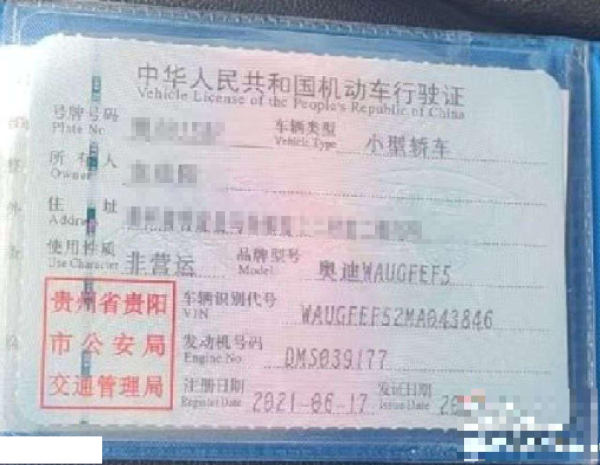 中华人民共和国机动车行驶证
Vehicle License of the People's Republic of China
号牌号码
Plate No.
车辆类型
Vehicle Type
小型轿车
所有人
Owner
住址
Address
使用性质
Use Character
非营运
品牌型号
Model
奥迪WAUGFEF5
贵州省贵阳
市公安局
交通管理局
车辆识别代号
VIN
WAUGFEF52MA043846
发动机号码
Engine No.
DMS039177
注册日期
Register Date
2021-06-17
发证日期
Issue Date
20